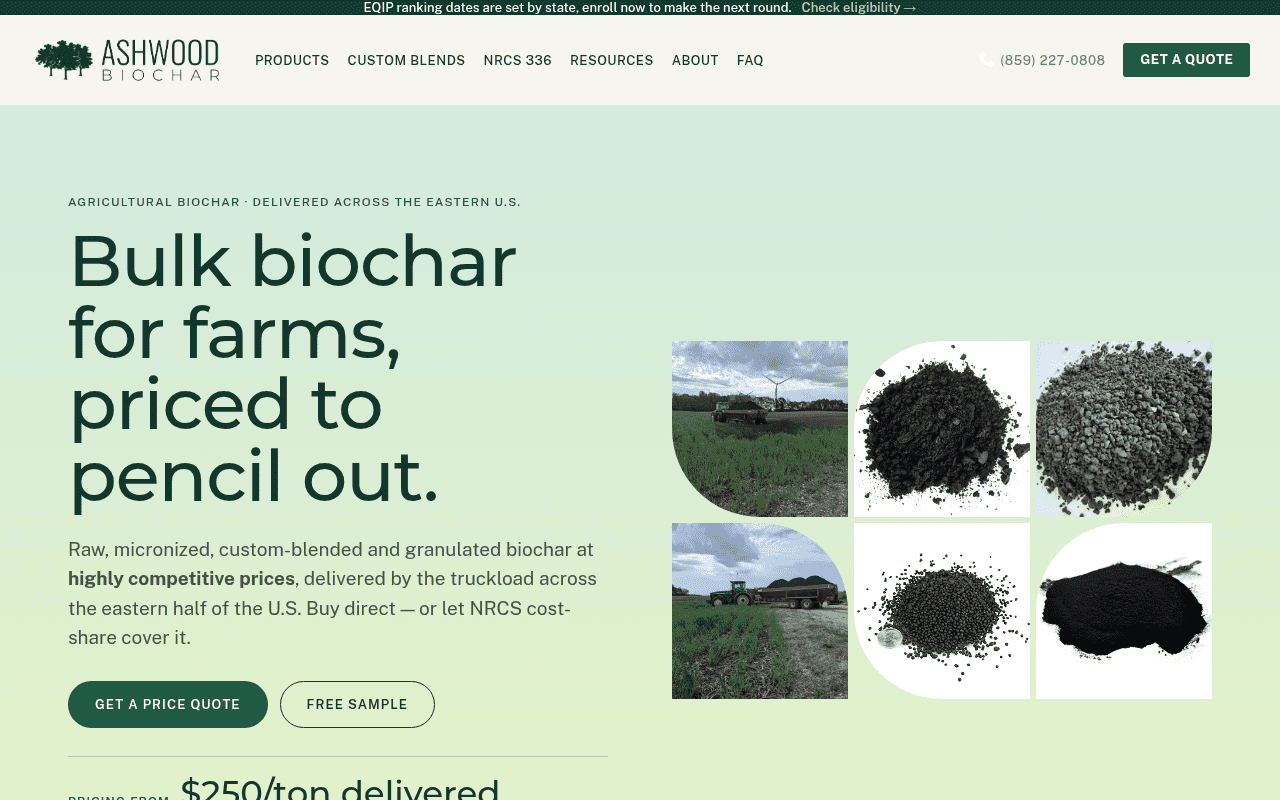 EQIP ranking dates are set by state, enroll now to make the next round. Check eligibility →
ASHWOOD
BIOCHAR
PRODUCTS CUSTOM BLENDS NRCS 336 RESOURCES ABOUT FAQ
(859) 227-0808
GET A QUOTE
AGRICULTURAL BIOCHAR · DELIVERED ACROSS THE EASTERN U.S.
Bulk biochar
for farms,
priced to
pencil out.
Raw, micronized, custom-blended and granulated biochar at
highly competitive prices, delivered by the truckload across
the eastern half of the U.S. Buy direct — or let NRCS cost-
share cover it.
GET A PRICE QUOTE
FREE SAMPLE
PRICING FROM $250/ton delivered